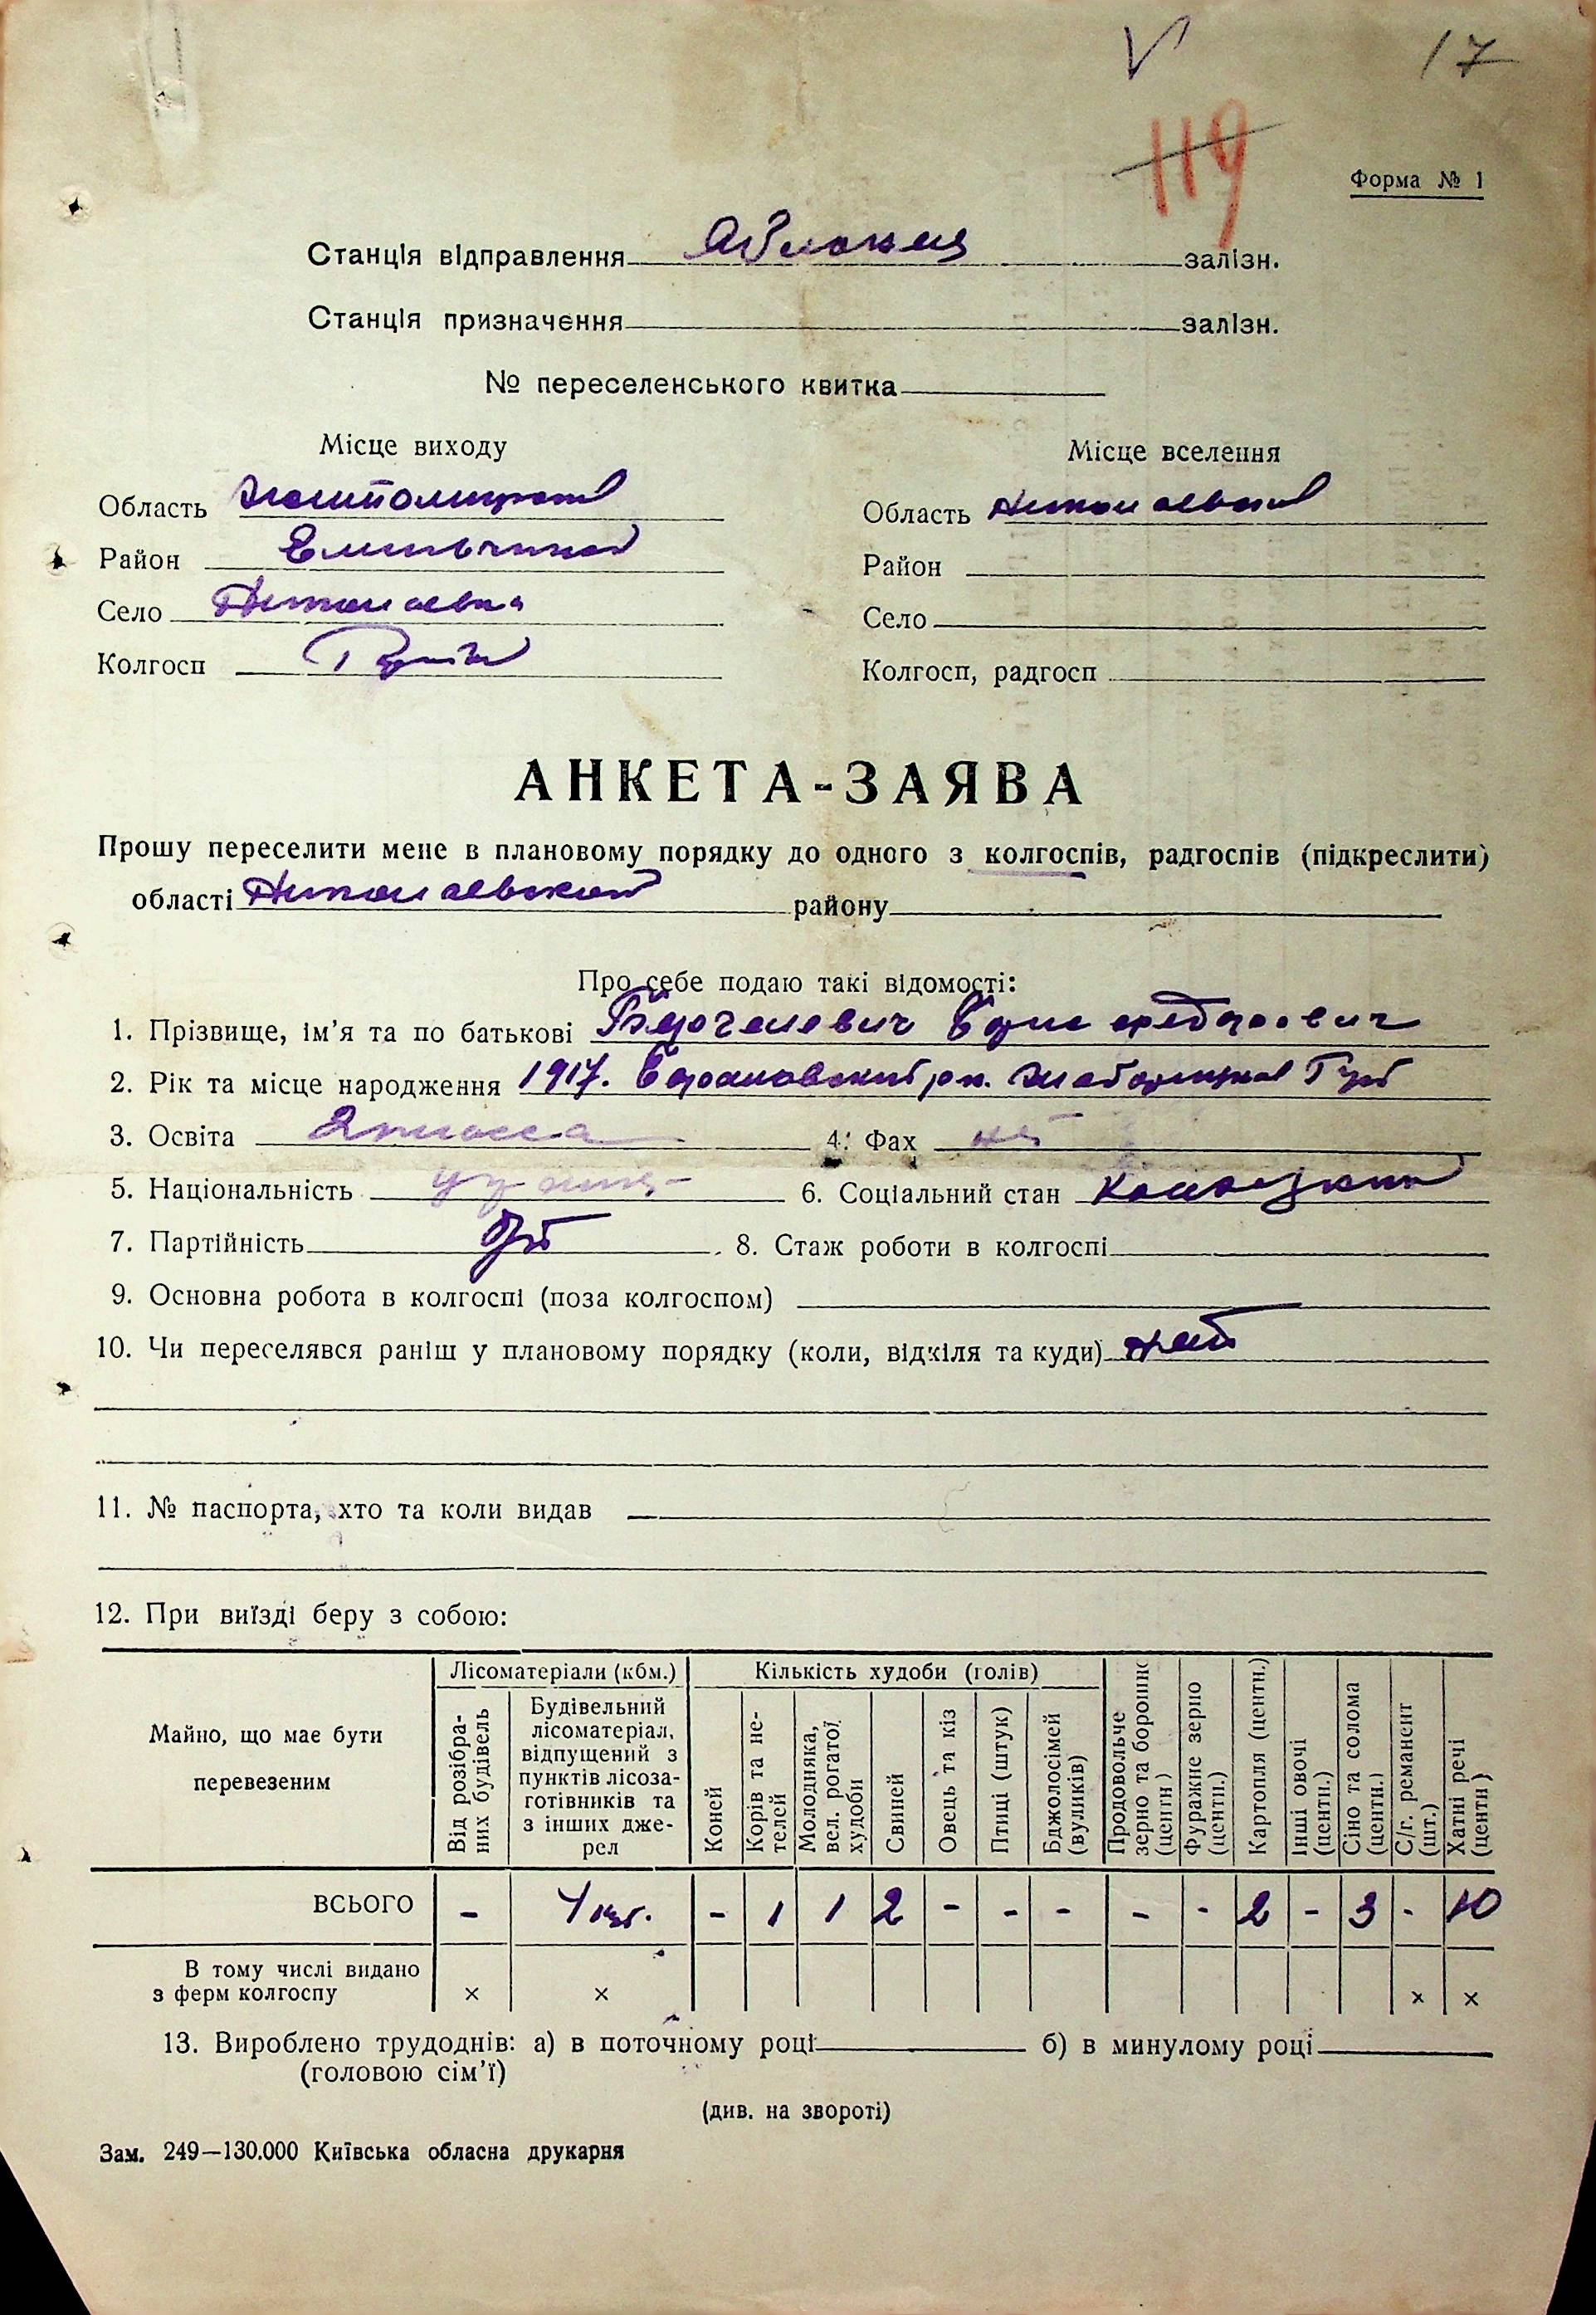 17
119
Форма № 1
Станція відправлення залізн.
Станція призначення залізн.
№ переселенського квитка
Місце виходу
Місце вселення
Область Житомирской
Область Николаевской
Район Емильчинской
Район
Село Николаевка
Село
Колгосп
Колгосп, радгосп
АНКЕТА-ЗАЯВА
Прошу переселити мене в плановому порядку до одного з колгоспів, радгоспів (підкреслити)
області Николаевской району
Про себе подаю такі відомості:
1. Прізвище, ім'я та по батькові
2. Рік та місце народження 1917.
3. Освіта 2 класса 4. Фах
5. Національність 6. Соціальний стан
7. Партійність б/п 8. Стаж роботи в колгоспі
9. Основна робота в колгоспі (поза колгоспом)
10. Чи переселявся раніш у плановому порядку (коли, відкіля та куди) нет
11. № паспорта, хто та коли видав
12. При виїзді беру з собою:
Майно, що має бути перевезеним
Лісоматеріали (кбм.)
Від розібраних будівель
Будівельний лісоматеріал, відпущений з пунктів лісозаготівників та з інших джерел
Кількість худоби (голів)
Коней
Корів та нетелей
Молодняка, вел. рогатої худоби
Свиней
Овець та кіз
Птиці (штук)
Бджолосімей (вуликів)
Продовольче зерно та борошно (центн)
Фуражне зерно (центн.)
Картопля (центн.)
Інші овочі (центн.)
Сіно та солома (центн.)
С/г. реманент (шт.)
Хатні речі (центн)
ВСЬОГО - - 1 1 2 - - - - - 2 - 3 - 10
В тому числі видано з ферм колгоспу × × × ×
13. Вироблено трудоднів: а) в поточному році б) в минулому році
(головою сім'ї)
(див. на звороті)
Зам. 249—130.000 Київська обласна друкарня